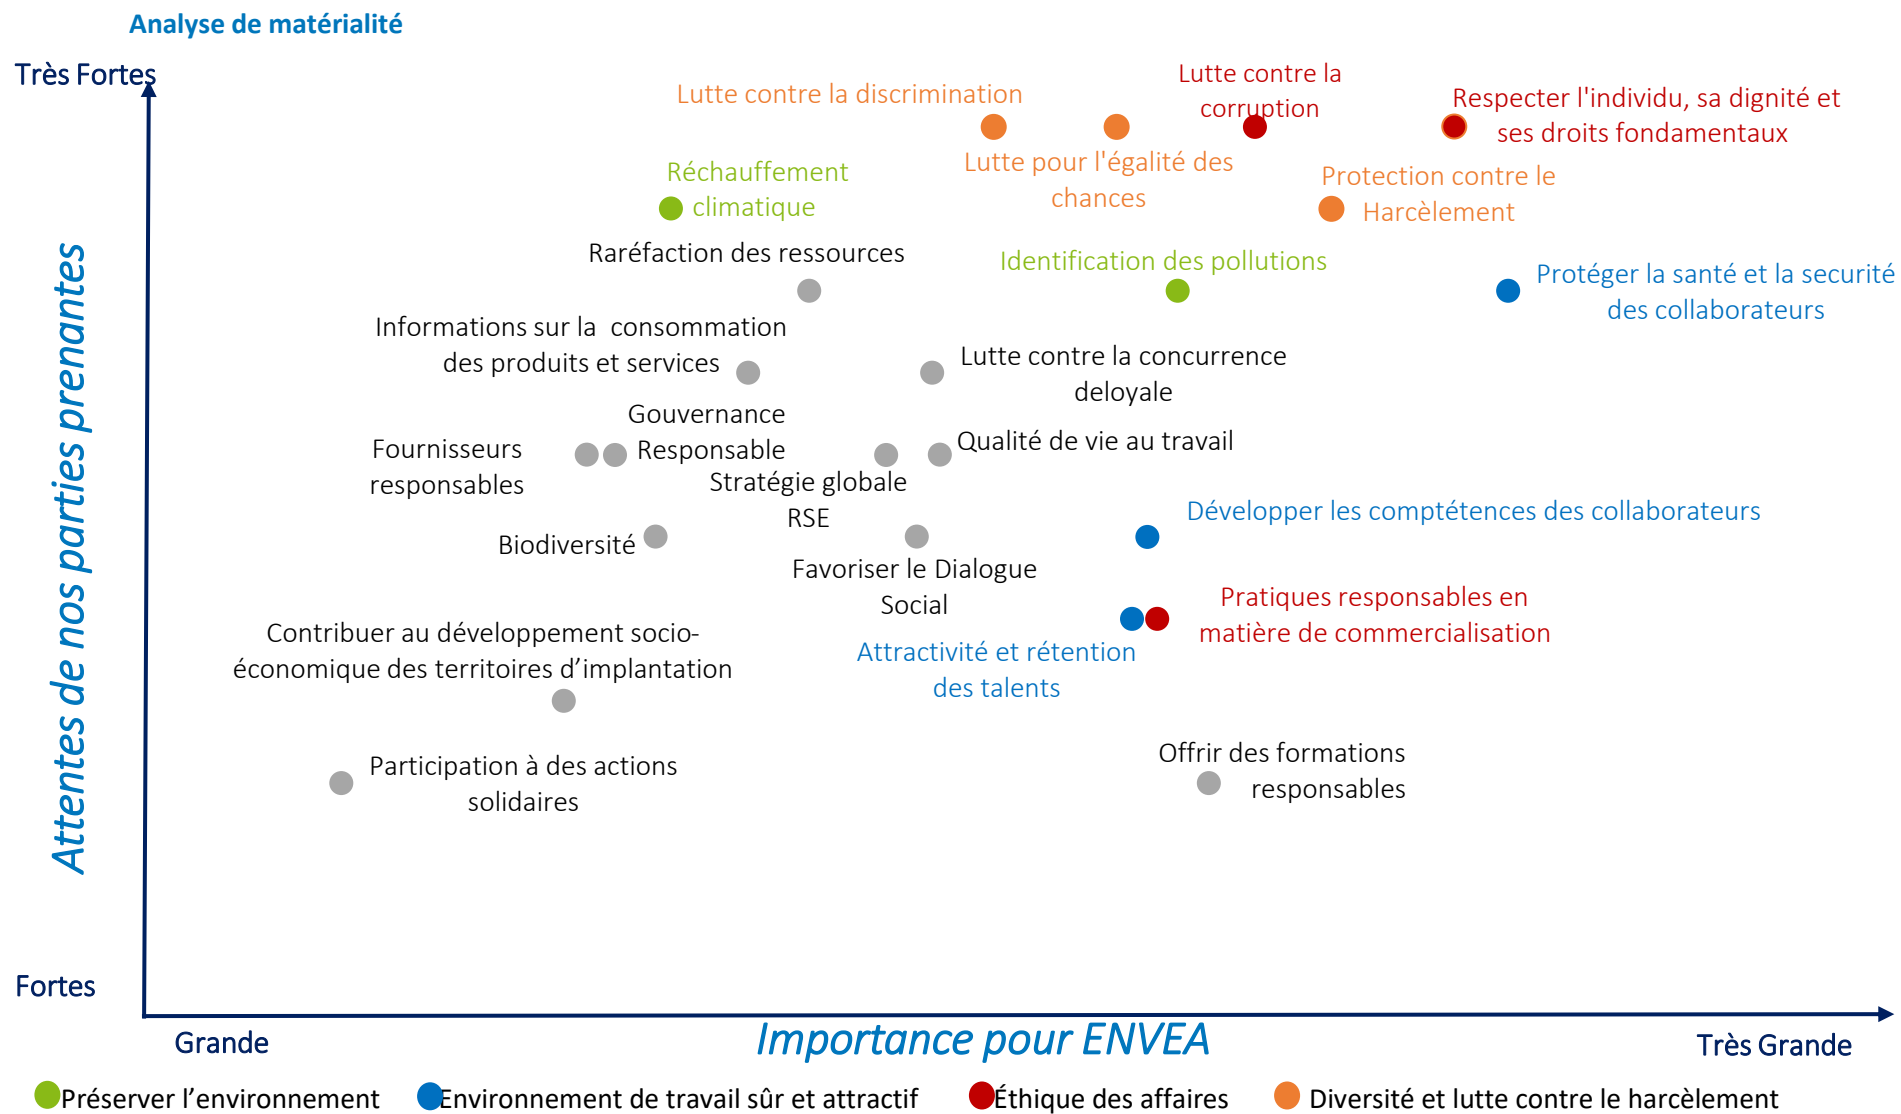 Analyse de matérialité
Très Fortes
Lutte contre la discrimination
Lutte contre la
corruption
Respecter l'individu, sa dignité et
ses droits fondamentaux
Lutte pour l'égalité des
chances
Réchauffement
climatique
Protection contre le
Harcèlement
Raréfaction des ressources
Identification des pollutions
Protéger la santé et la securité
des collaborateurs
Informations sur la consommation
des produits et services
Lutte contre la concurrence
deloyale
Gouvernance
Responsable
Fournisseurs
responsables
Qualité de vie au travail
Stratégie globale
RSE
Développer les comptétences des collaborateurs
Biodiversité
Favoriser le Dialogue
Social
Pratiques responsables en
matière de commercialisation
Contribuer au développement socio-
économique des territoires d’implantation
Attractivité et rétention
des talents
Participation à des actions
solidaires
Offrir des formations
responsables
Attentes de nos parties prenantes
Fortes
Grande
Importance pour ENVEA
Très Grande
Préserver l’environnement
Environnement de travail sûr et attractif
Éthique des affaires
Diversité et lutte contre le harcèlement